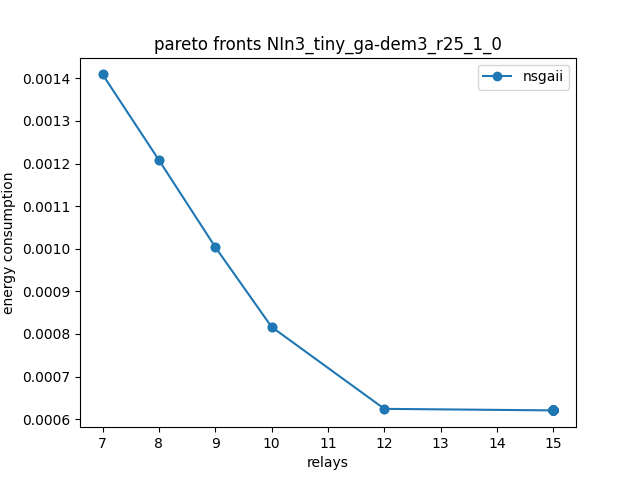 pareto fronts NIn3_tiny_ga-dem3_r25_1_0
nsgaii
energy consumption
0.0014
0.0013
0.0012
0.0011
0.0010
0.0009
0.0008
0.0007
0.0006
7 8 9 10 11 12 13 14 15
relays